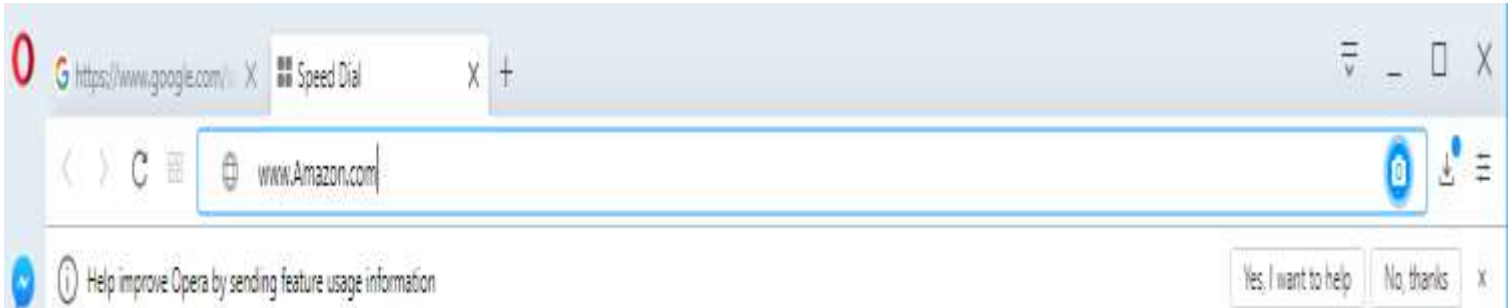 https://www.google.com/
Speed Dial
www.Amazon.com
Help improve Opera by sending feature usage information
Yes, I want to help
No, thanks